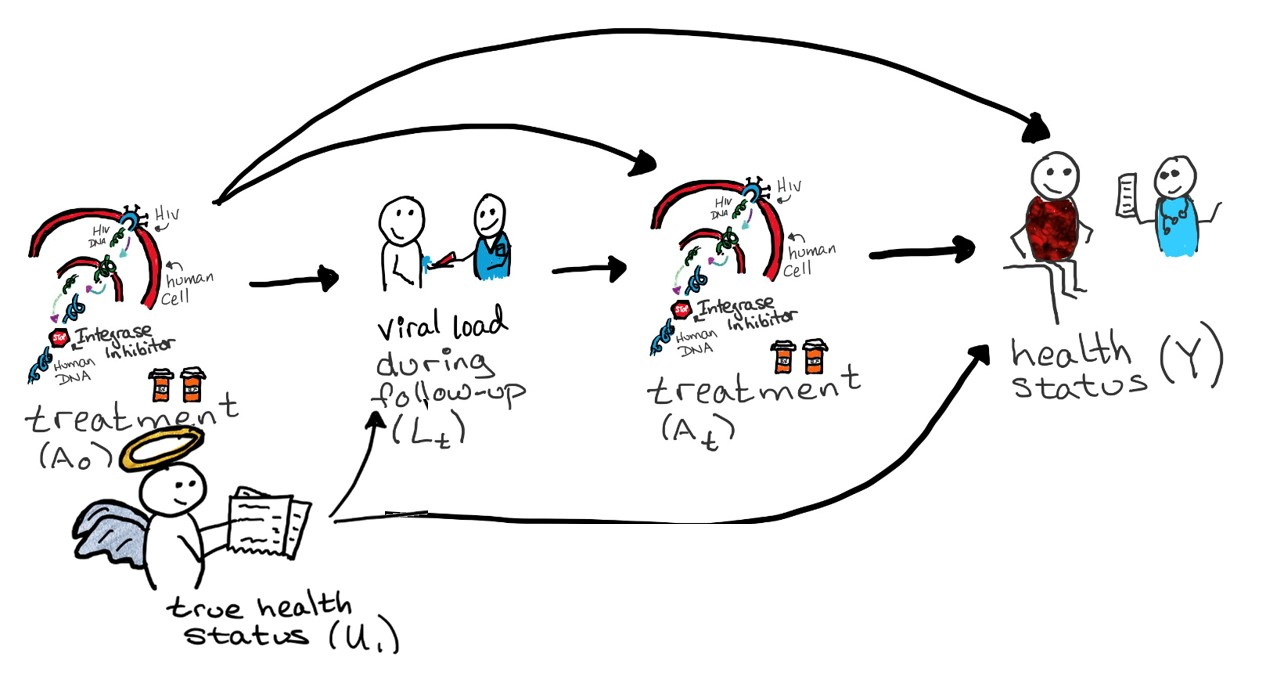 HIV
HIV
DNA
human
cell
STOP
Integrase
Inhibitor
Human
DNA
treatment
(A0)
viral load
during
follow-up
(Lt)
HIV
HIV
DNA
human
cell
STOP
Integrase
Inhibitor
Human
DNA
treatment
(At)
health
status (Y)
true health
status (U1)